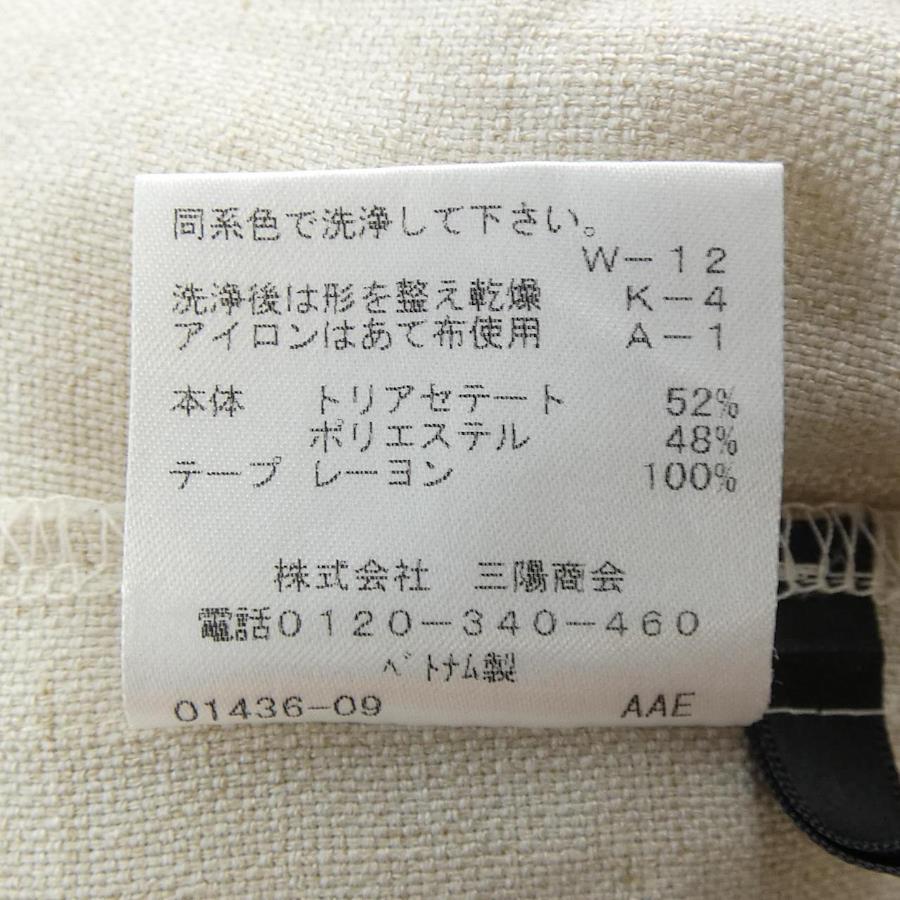 同系色で洗浄して下さい。
W－12
洗浄後は形を整え乾燥 K－4
アイロンはあて布使用 A－1
本体 トリアセテート 52%
ポリエステル 48%
テープ レーヨン 100%
株式会社 三陽商会
電話0120－340－460
ﾍﾞﾄﾅﾑ製
01436-09 AAE